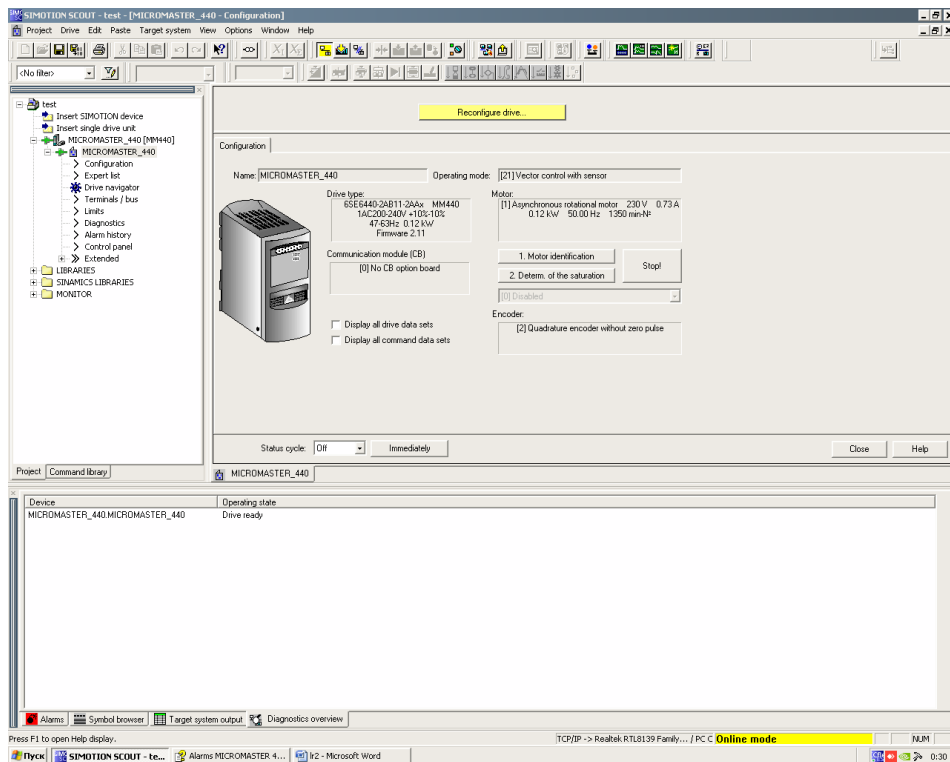 SIMOTION SCOUT - test - [MICROMASTER_440 - Configuration]
Project Drive Edit Paste Target system View Options Window Help
<No filter>
Reconfigure drive...
test
Insert SIMOTION device
Insert single drive unit
MICROMASTER_440 [MM440]
MICROMASTER_440
Configuration
Expert list
Drive navigator
Terminals / bus
Limits
Diagnostics
Alarm history
Control panel
Extended
LIBRARIES
SINAMICS LIBRARIES
MONITOR
Project Command library
Configuration
Name: MICROMASTER_440 Operating mode: [21] Vector control with sensor
Drive type:
6SE6440-2AB11-2AAx MM440
1AC200-240V +10%-10%
47-63Hz 0.12 kW
Firmware 2.11
Motor:
[1] Asynchronous rotational motor 230 V 0.73 A
0.12 kW 50.00 Hz 1350 min-№
Communication module (CB)
[0] No CB option board
1. Motor identification
2. Determ. of the saturation
Stop!
[0] Disabled
Encoder:
[2] Quadrature encoder without zero pulse
Display all drive data sets
Display all command data sets
Status cycle: Off Immediately Close Help
MICROMASTER_440
Device Operating state
MICROMASTER_440.MICROMASTER_440 Drive ready
Alarms Symbol browser Target system output Diagnostics overview
Press F1 to open Help display. TCP/IP -> Realtek RTL8139 Family... / PC C Online mode NUM
Пуск SIMOTION SCOUT - te... Alarms MICROMASTER 4... lr2 - Microsoft Word 0:30